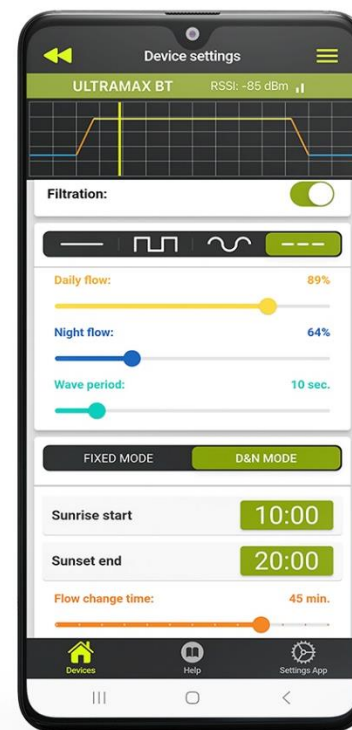 Device settings
ULTRAMAX BT RSSI: -85 dBm
Filtration:
Daily flow: 89%
Night flow: 64%
Wave period: 10 sec.
FIXED MODE D&N MODE
Sunrise start 10:00
Sunset end 20:00
Flow change time: 45 min.
Devices Help Settings App